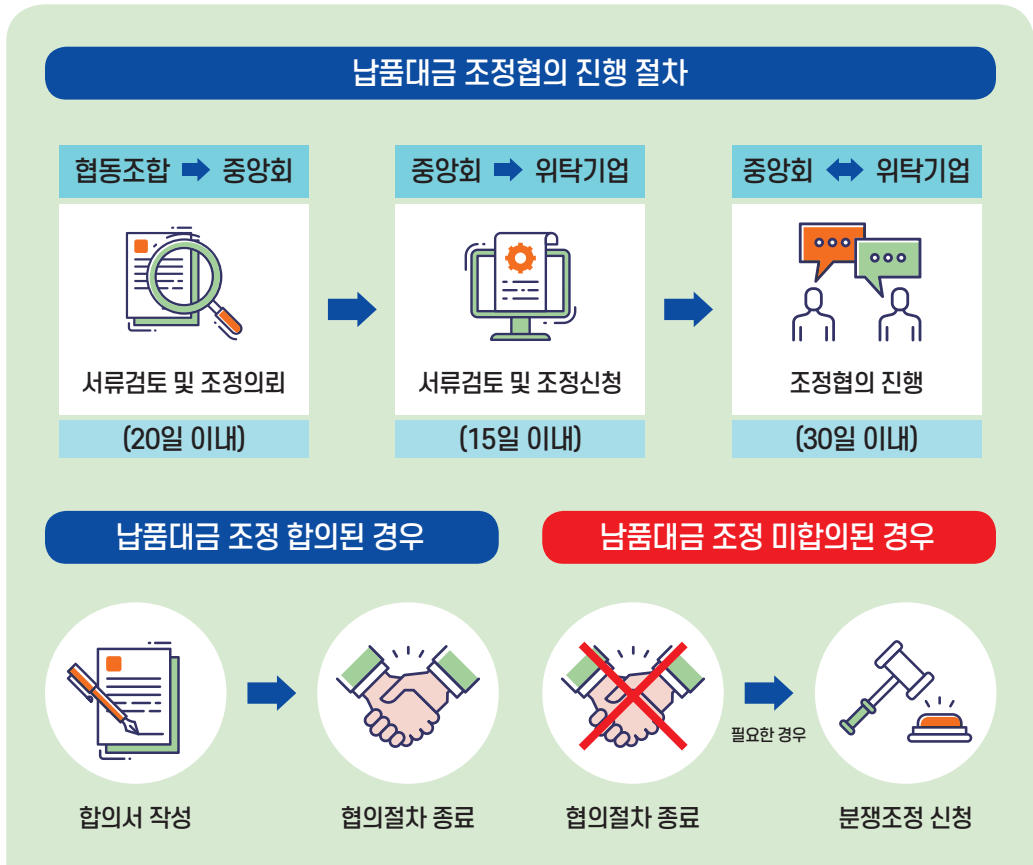 납품대금 조정협의 진행 절차
협동조합 ➡ 중앙회
서류검토 및 조정의뢰
(20일 이내)
중앙회 ➡ 위탁기업
서류검토 및 조정신청
(15일 이내)
중앙회 ⬌ 위탁기업
조정협의 진행
(30일 이내)
납품대금 조정 합의된 경우
합의서 작성
협의절차 종료
남품대금 조정 미합의된 경우
협의절차 종료
필요한 경우
분쟁조정 신청